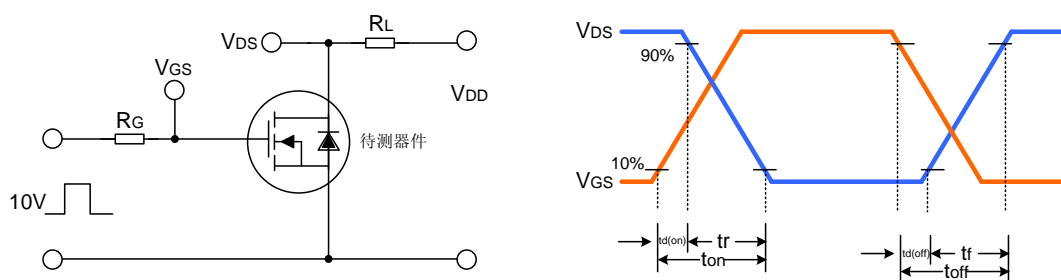 RL
VDS
VGS
VDD
RG
待测器件
10V
VDS
90%
10%
VGS
td(on)
tr
ton
td(off)
tf
toff